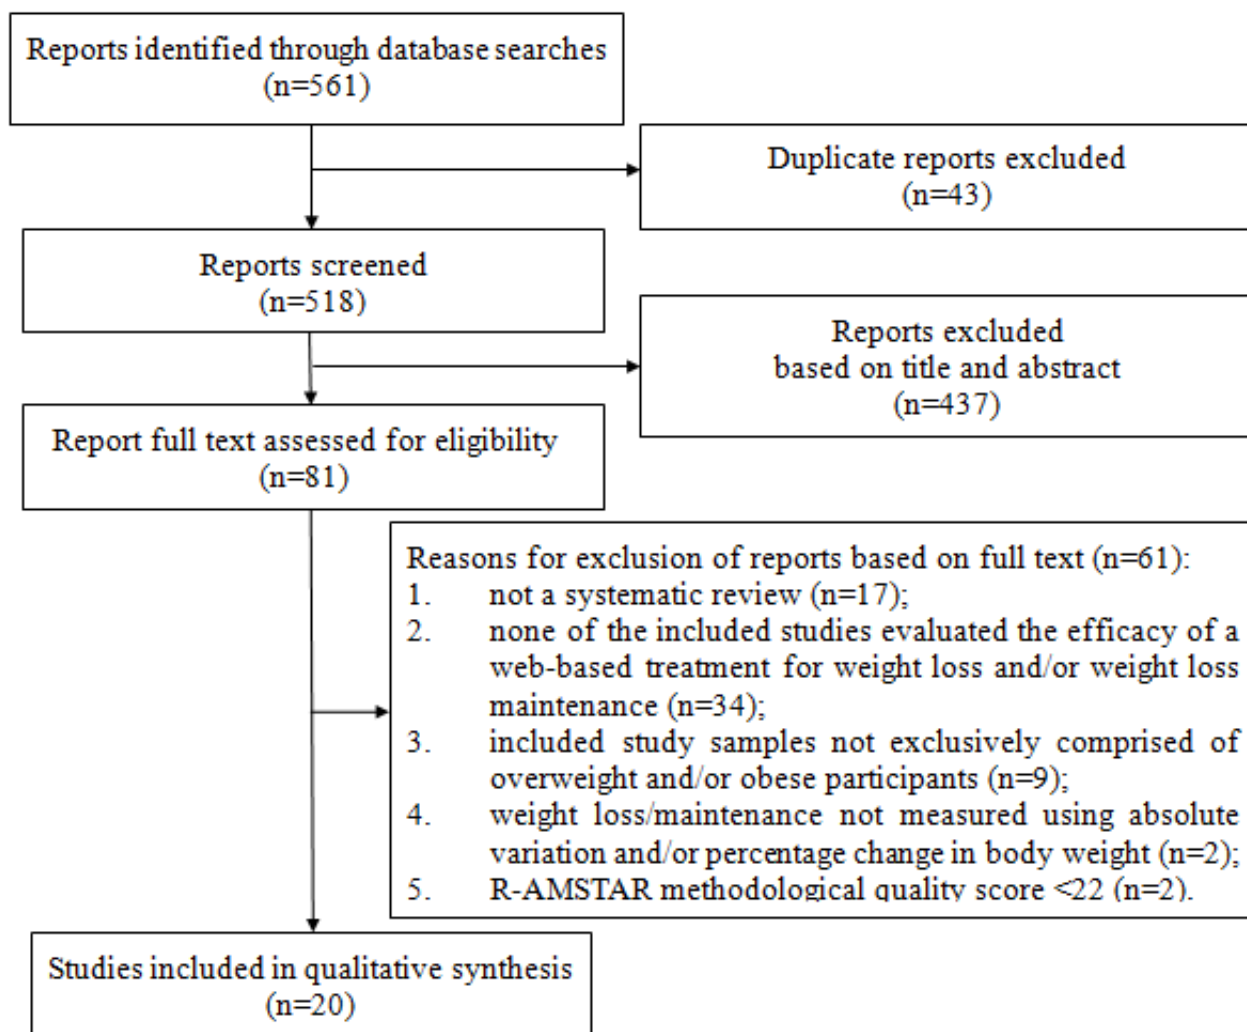 Reports identified through database searches
(n=561)
Duplicate reports excluded
(n=43)
Reports screened
(n=518)
Reports excluded
based on title and abstract
(n=437)
Report full text assessed for eligibility
(n=81)
Reasons for exclusion of reports based on full text (n=61):
1. not a systematic review (n=17);
2. none of the included studies evaluated the efficacy of a
web-based treatment for weight loss and/or weight loss
maintenance (n=34);
3. included study samples not exclusively comprised of
overweight and/or obese participants (n=9);
4. weight loss/maintenance not measured using absolute
variation and/or percentage change in body weight (n=2);
5. R-AMSTAR methodological quality score <22 (n=2).
Studies included in qualitative synthesis
(n=20)